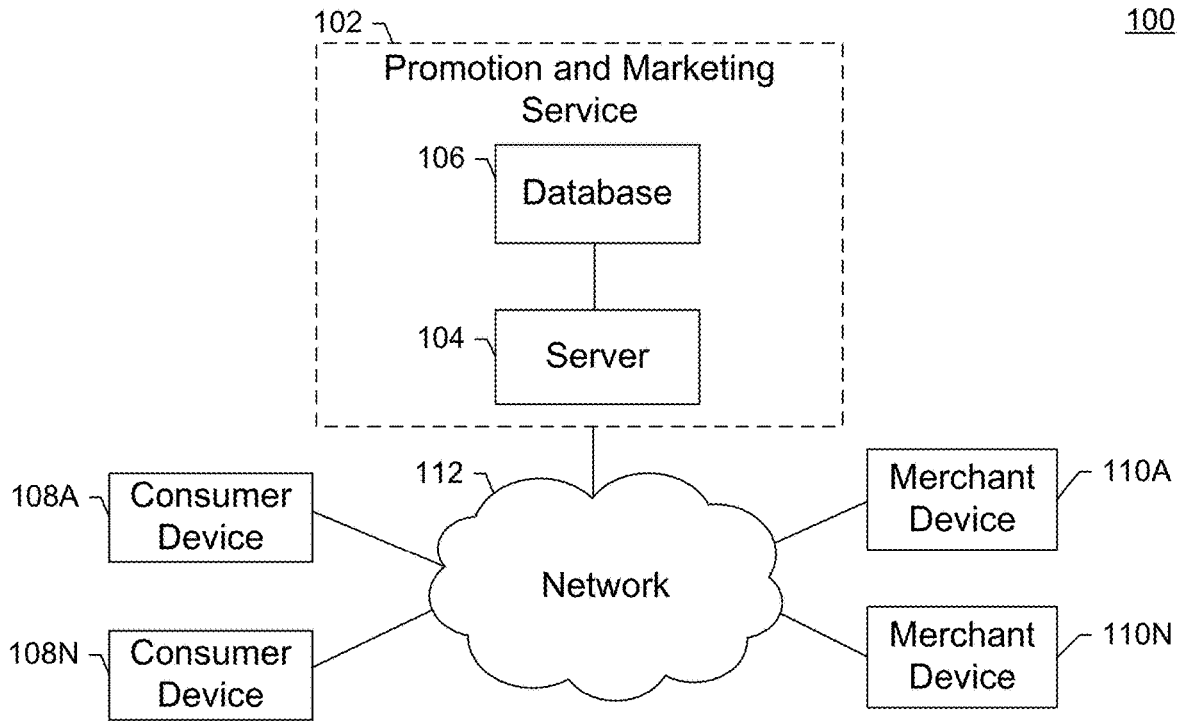 100
102
Promotion and Marketing
Service
106
Database
104
Server
112
Network
108A
Consumer
Device
108N
Consumer
Device
Merchant
Device
110A
Merchant
Device
110N